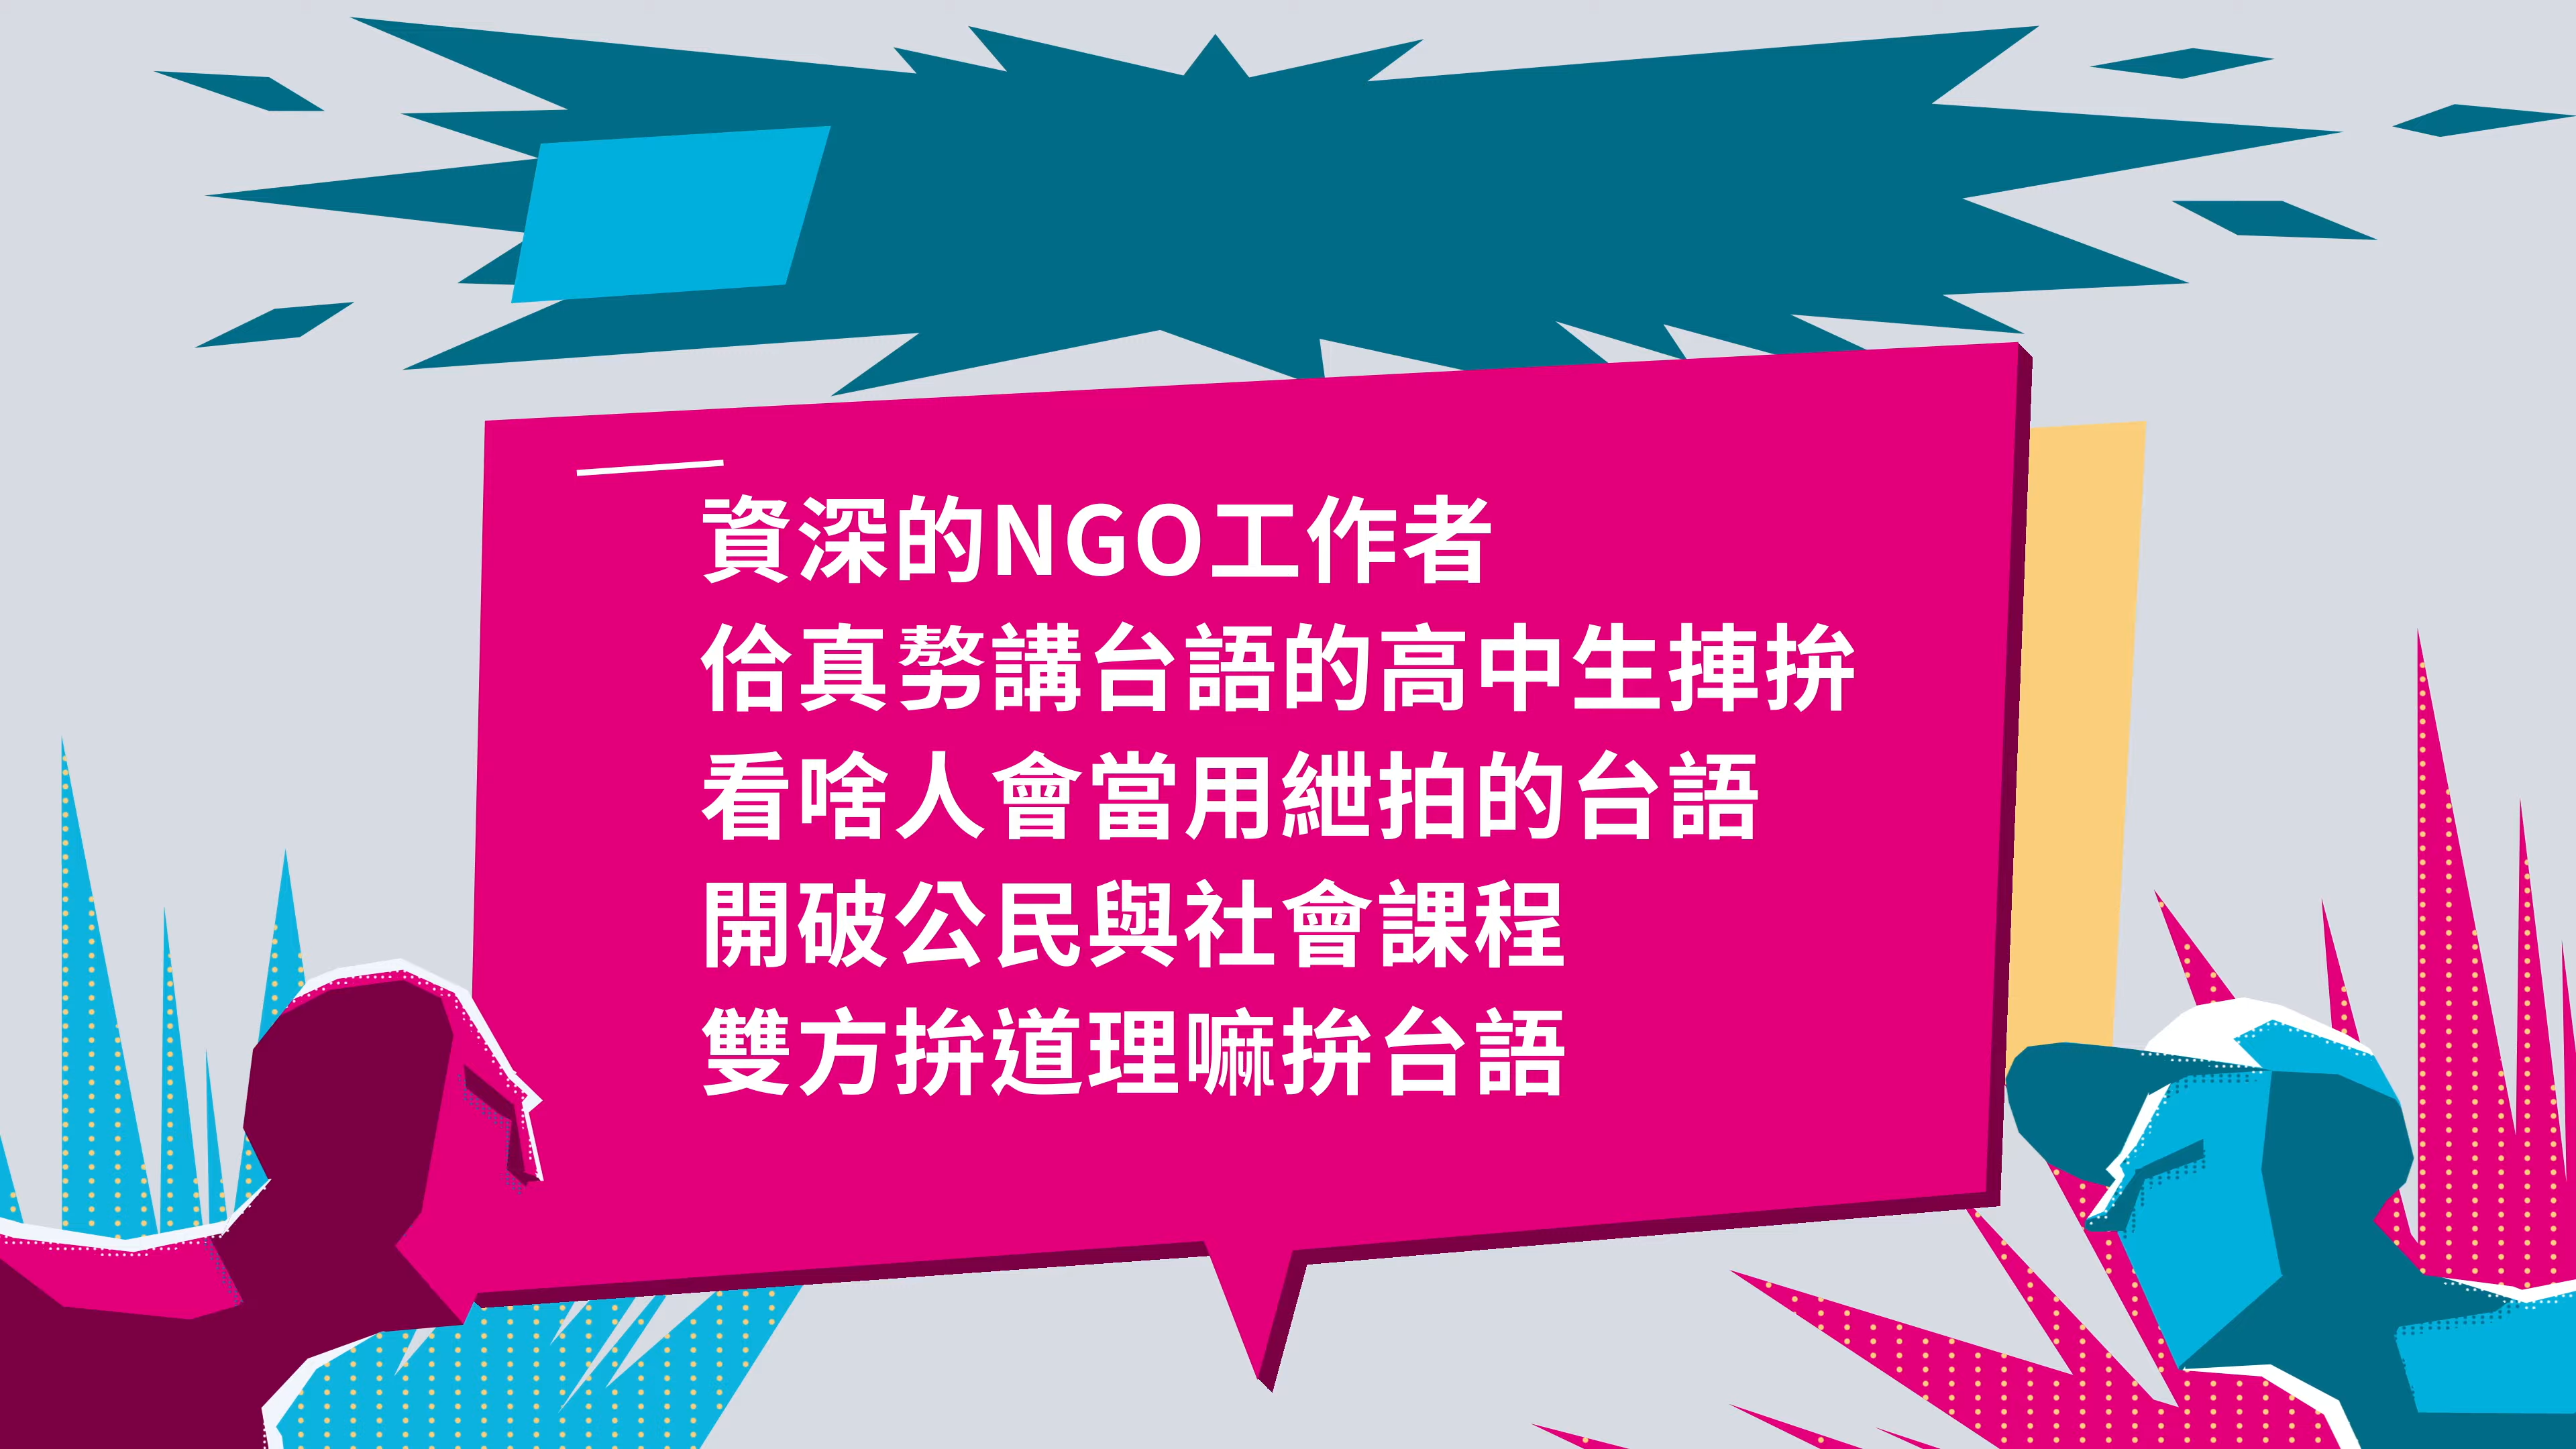 資深的NGO工作者
佮真勢講台語的高中生捙拚
看啥人會當用紲拍的台語
開破公民與社會課程
雙方拚道理嘛拚台語